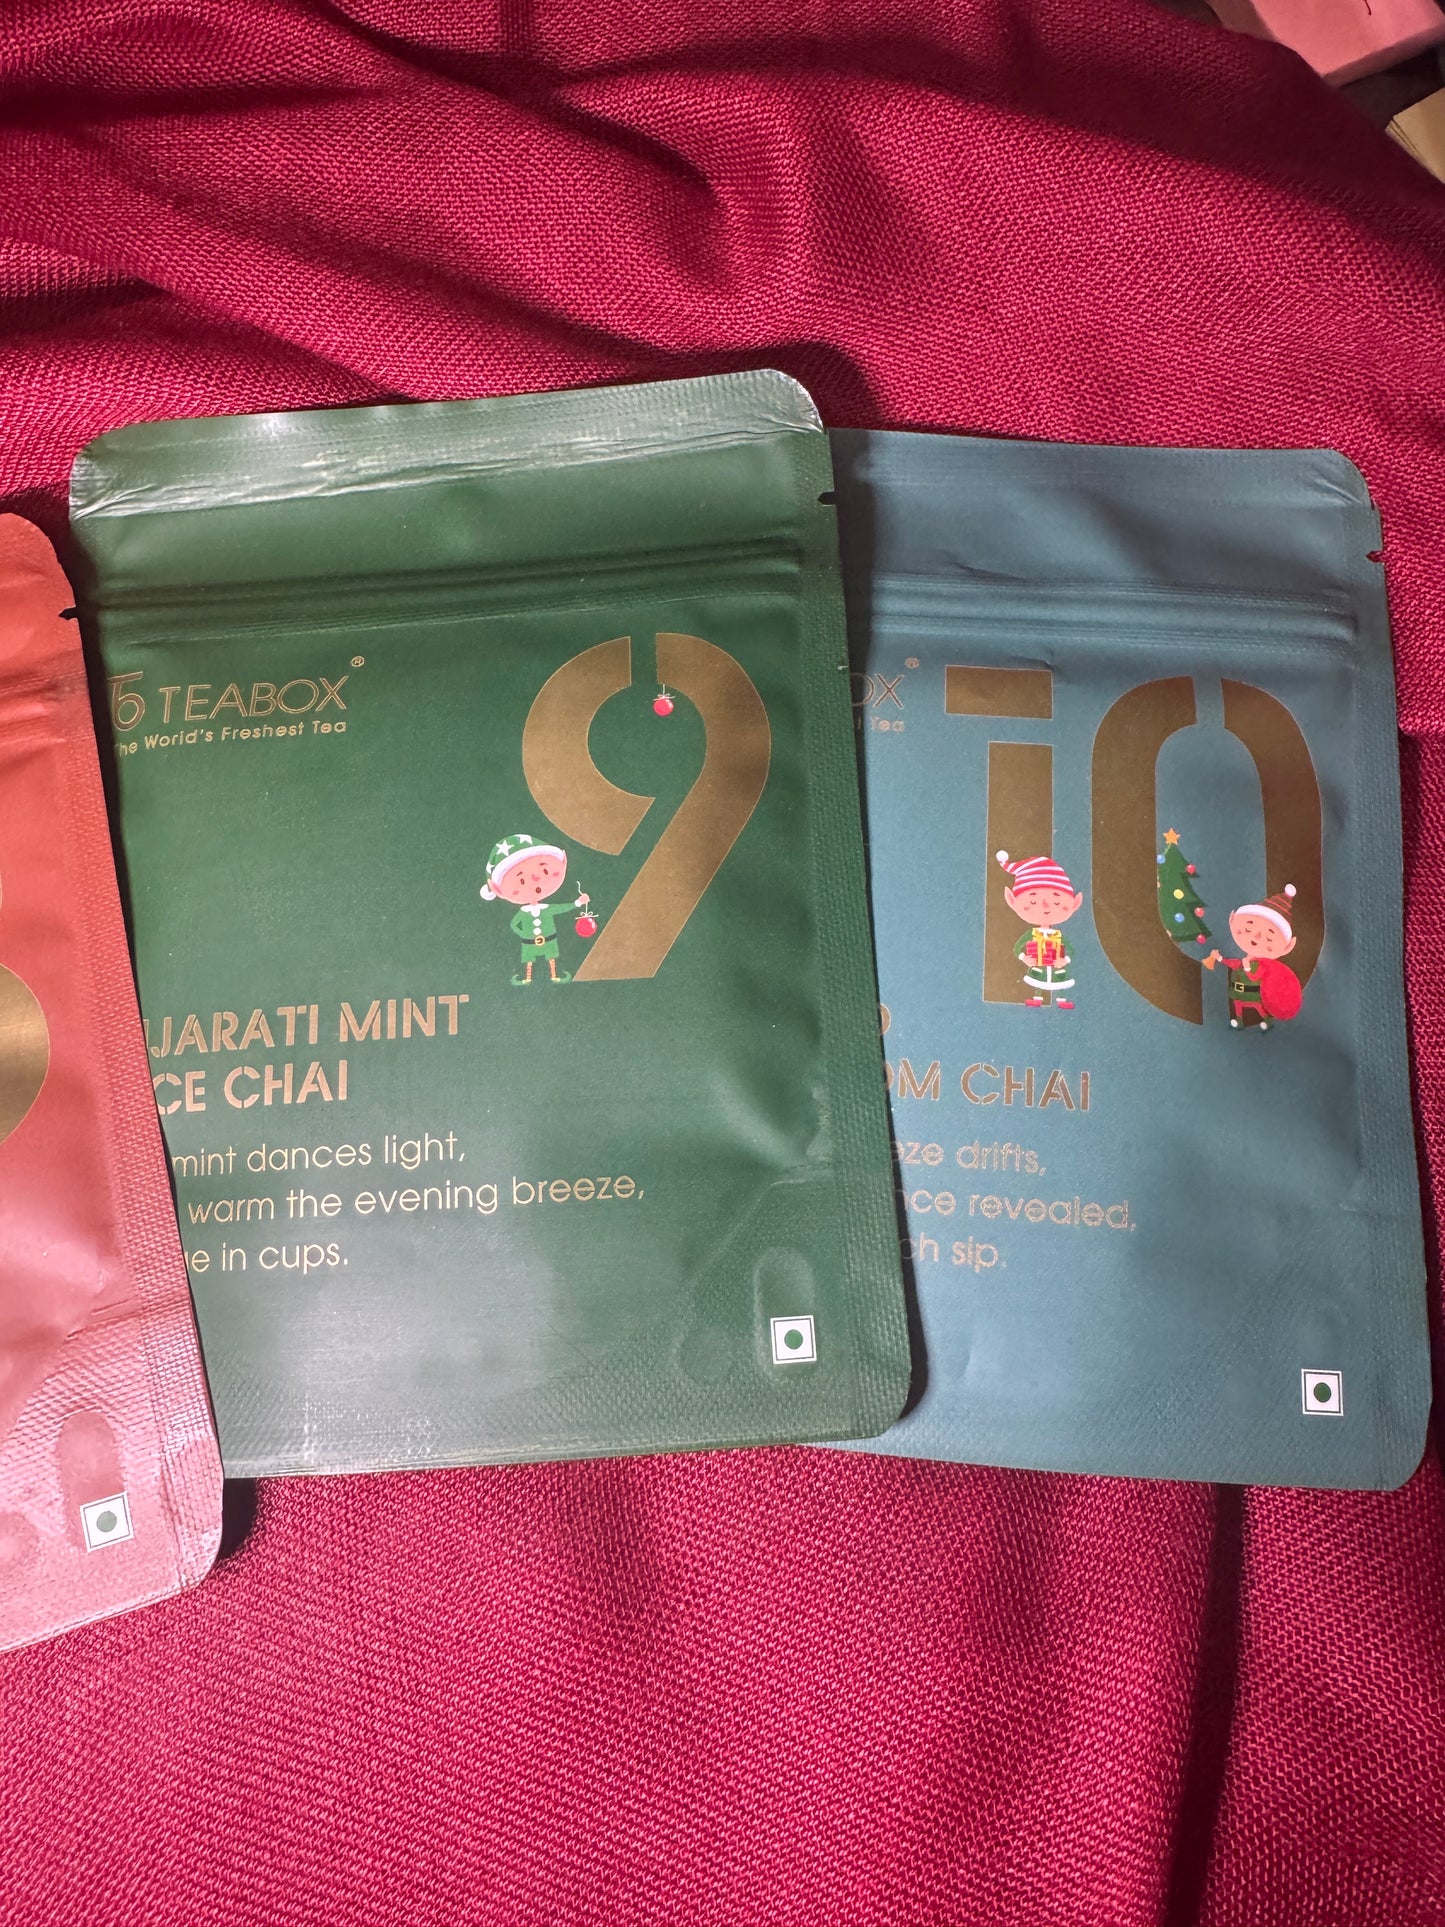 TEABOX®
The World's Freshest Tea
9
UJARATI MINT
CE CHAI
mint dances light,
warm the evening breeze,
e in cups.
OX®
Tea
10
OM CHAI
eze drifts,
nce revealed,
ch sip.